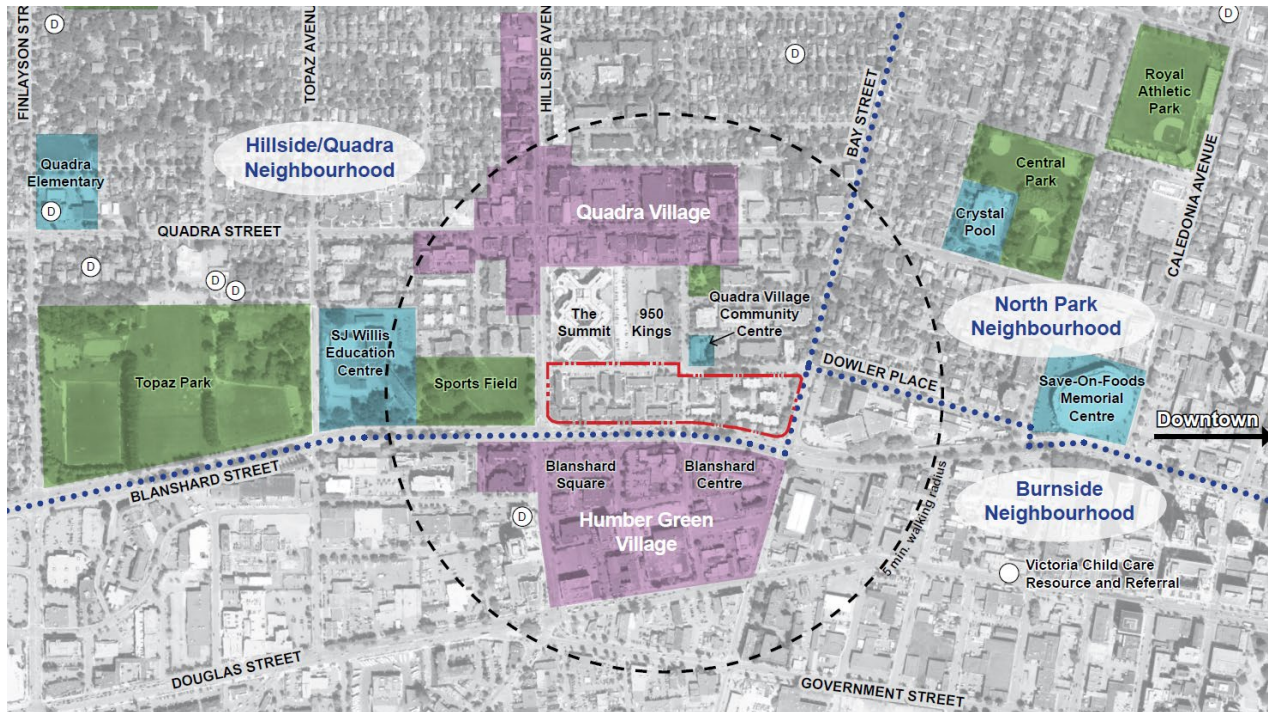 D
D
D
FINLAYSON STR
TOPAZ AVENU
HILLSIDE AVEN
BAY STREET
Royal
Athletic
Park
Hillside/Quadra
Neighbourhood
Quadra
Elementary
D
Central
Park
Crystal
Pool
CALEDONIA AVENUE
Quadra Village
QUADRA STREET
D
D
D
The
Summit
950
Kings
Quadra Village
Community
Centre
North Park
Neighbourhood
SJ Willis
Education
Centre
Topaz Park
Sports Field
DOWLER PLACE
Save-On-Foods
Memorial
Centre
Downtown
BLANSHARD STREET
Blanshard
Square
Blanshard
Centre
Burnside
Neighbourhood
D
Humber Green
Village
5 min. walking radius
Victoria Child Care
Resource and Referral
DOUGLAS STREET
GOVERNMENT STREET